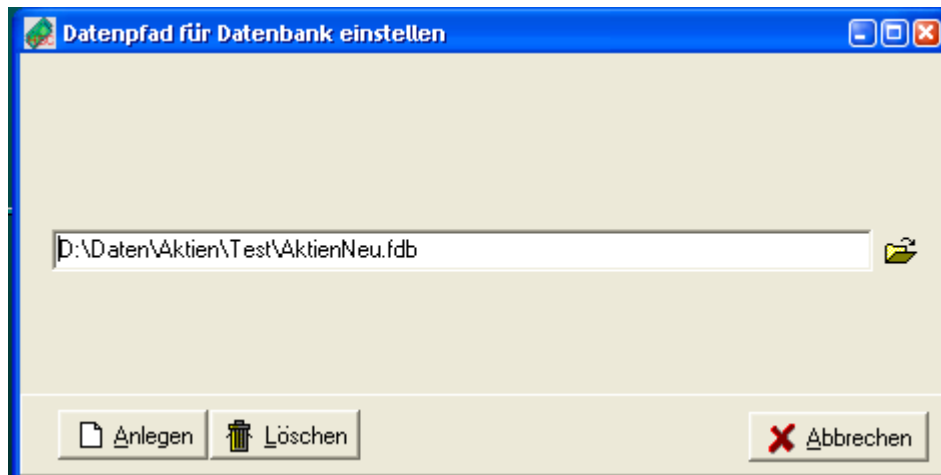 Datenpfad für Datenbank einstellen
D:\Daten\Aktien\Test\AktienNeu.fdb
Anlegen Löschen Abbrechen